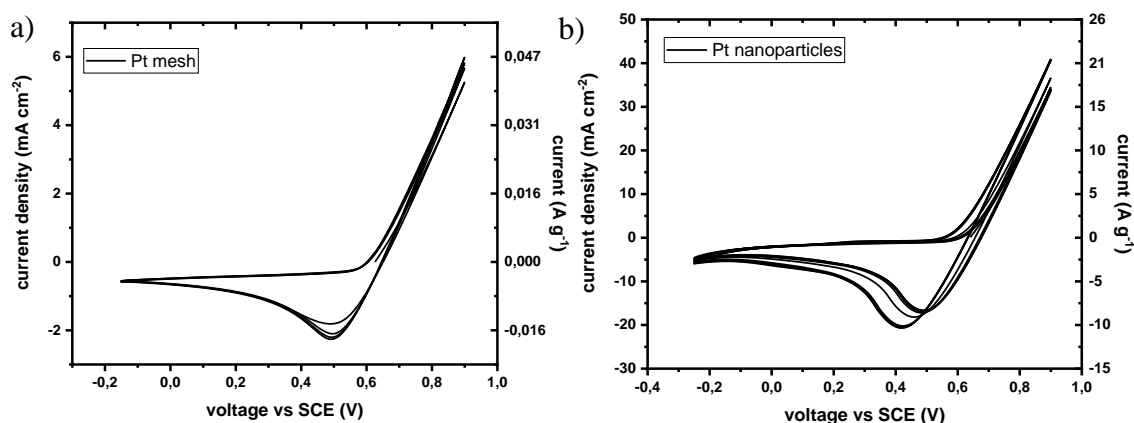 a)
Pt mesh
current density (mA cm-2)
6
4
2
0
-2
0,047
0,031
0,016
0,000
-0,016
current (A g-1)
-0,2 0,0 0,2 0,4 0,6 0,8 1,0
voltage vs SCE (V)
b)
Pt nanoparticles
current density (mA cm-2)
50
40
30
20
10
0
-10
-20
-30
26
21
15
10
5
0
-5
-10
-15
current (A g-1)
-0,4 -0,2 0,0 0,2 0,4 0,6 0,8 1,0
voltage vs SCE (V)